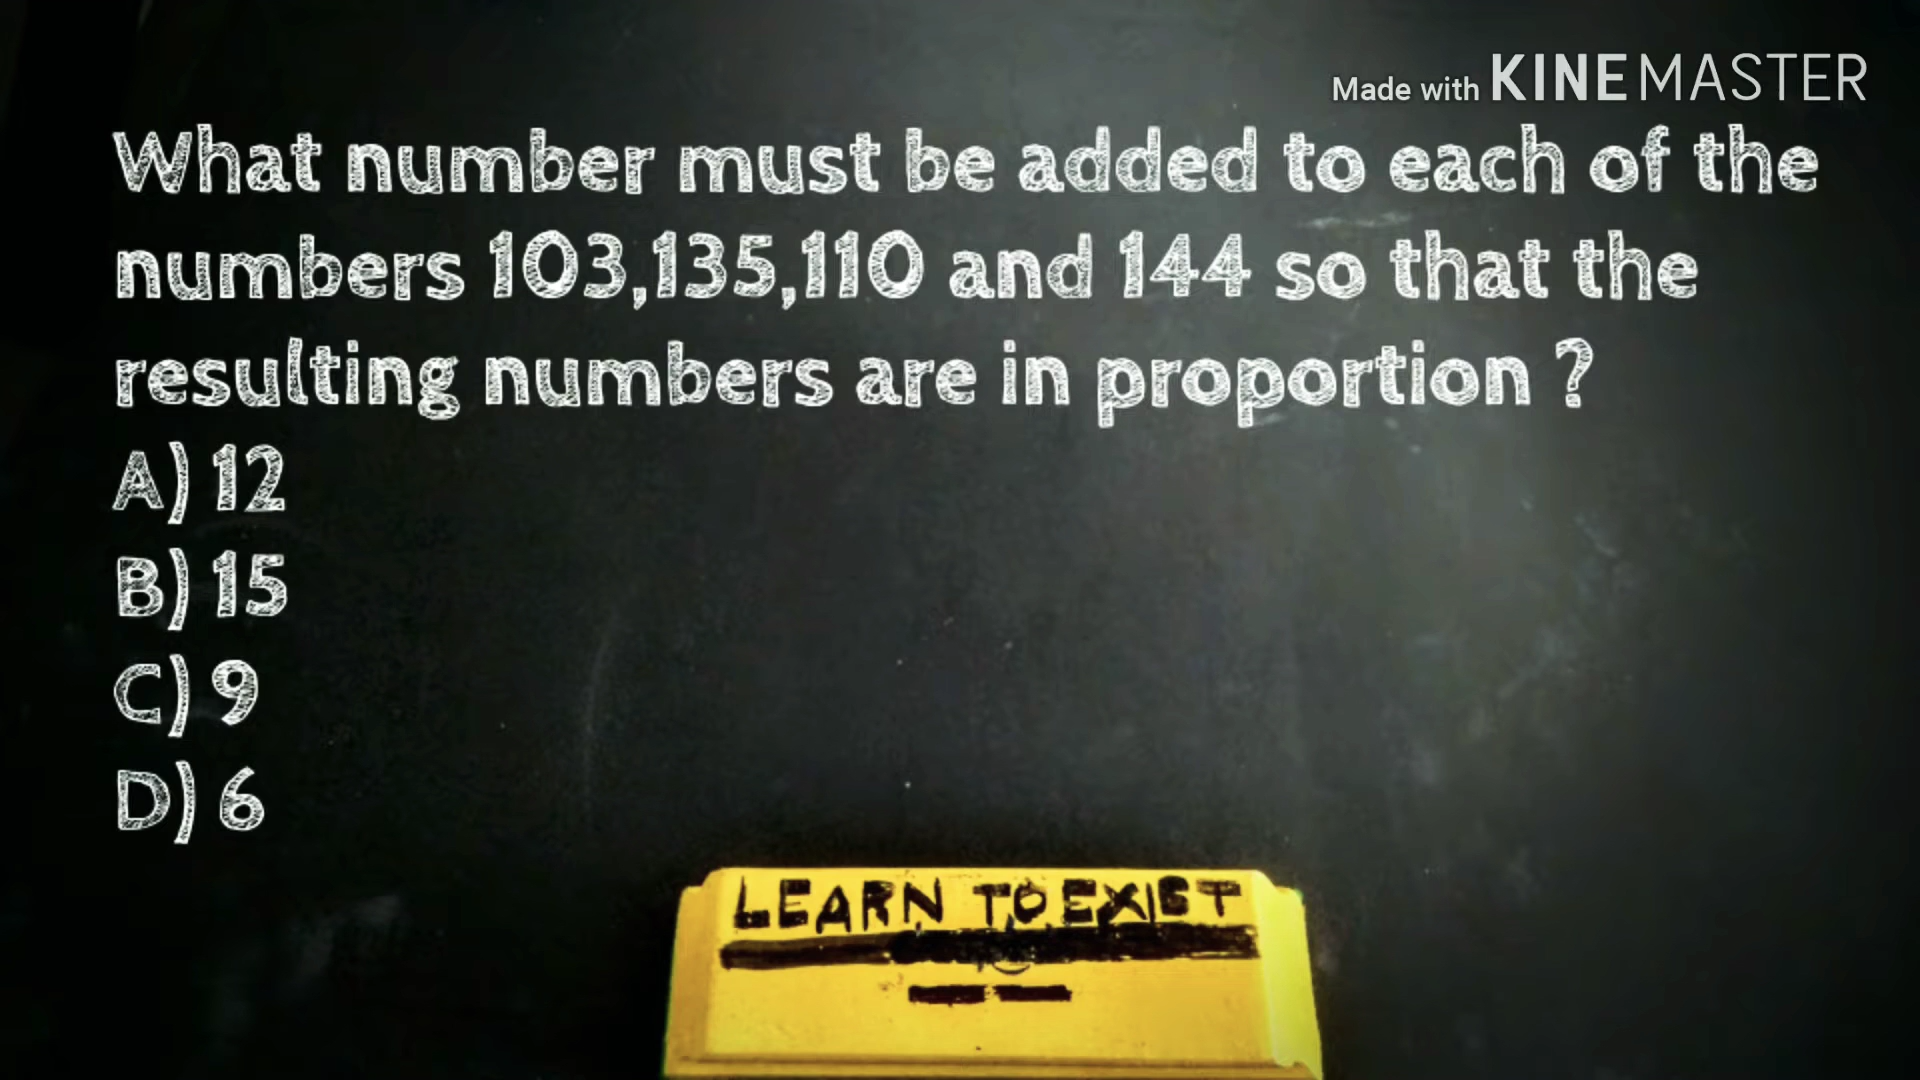 Made with KINEMASTER
What number must be added to each of the
numbers 103,135,110 and 144 so that the
resulting numbers are in proportion ?
A) 12
B) 15
C) 9
D) 6
LEARN TO EXIST